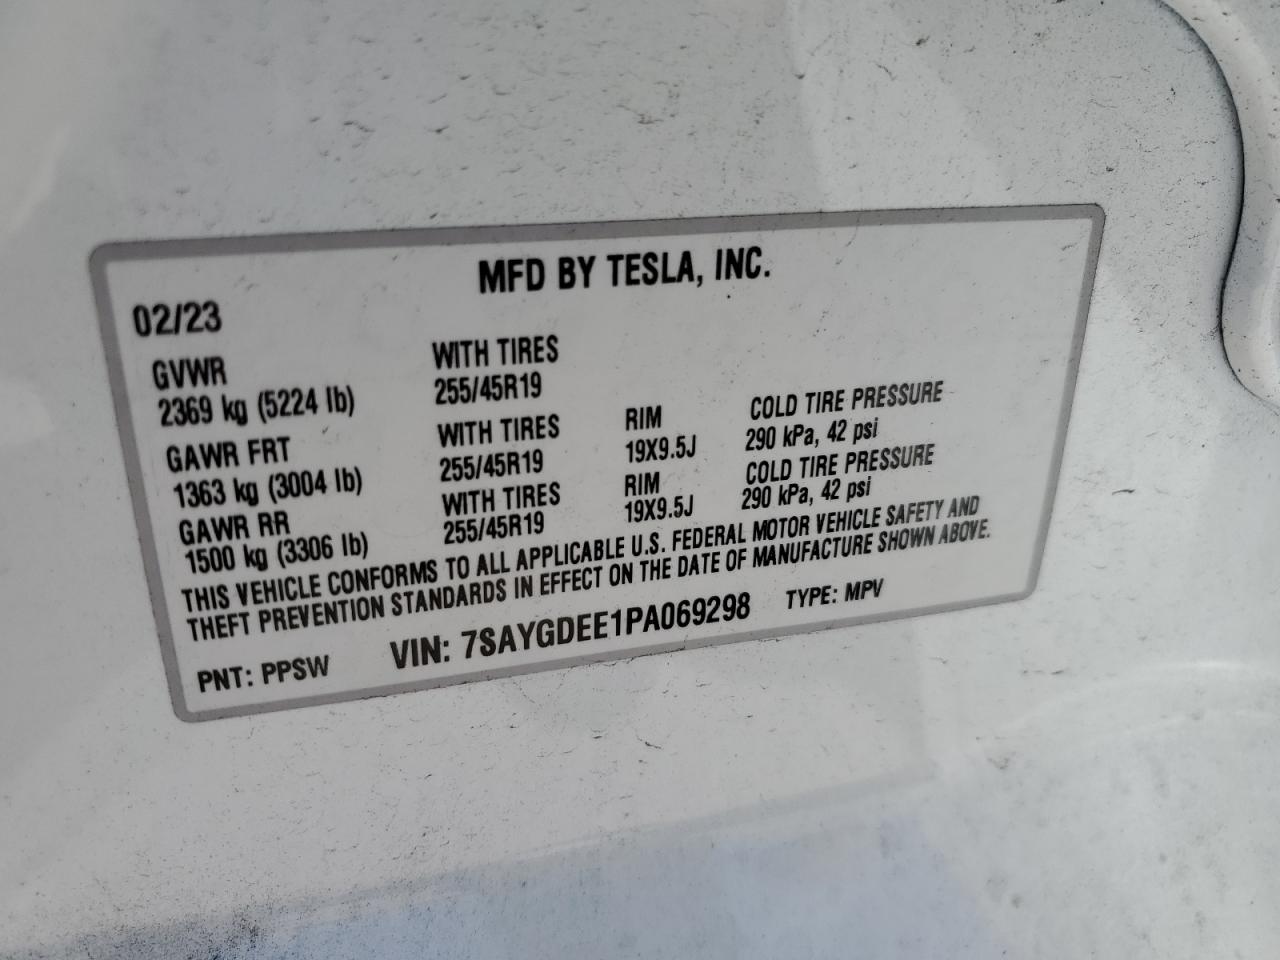 MFD BY TESLA, INC.
02/23
GVWR WITH TIRES
2369 kg (5224 lb) 255/45R19
GAWR FRT WITH TIRES RIM COLD TIRE PRESSURE
1363 kg (3004 lb) 255/45R19 19X9.5J 290 kPa, 42 psi
GAWR RR WITH TIRES RIM COLD TIRE PRESSURE
1500 kg (3306 lb) 255/45R19 19X9.5J 290 kPa, 42 psi
THIS VEHICLE CONFORMS TO ALL APPLICABLE U.S. FEDERAL MOTOR VEHICLE SAFETY AND
THEFT PREVENTION STANDARDS IN EFFECT ON THE DATE OF MANUFACTURE SHOWN ABOVE.
PNT: PPSW VIN: 7SAYGDEE1PA069298 TYPE: MPV